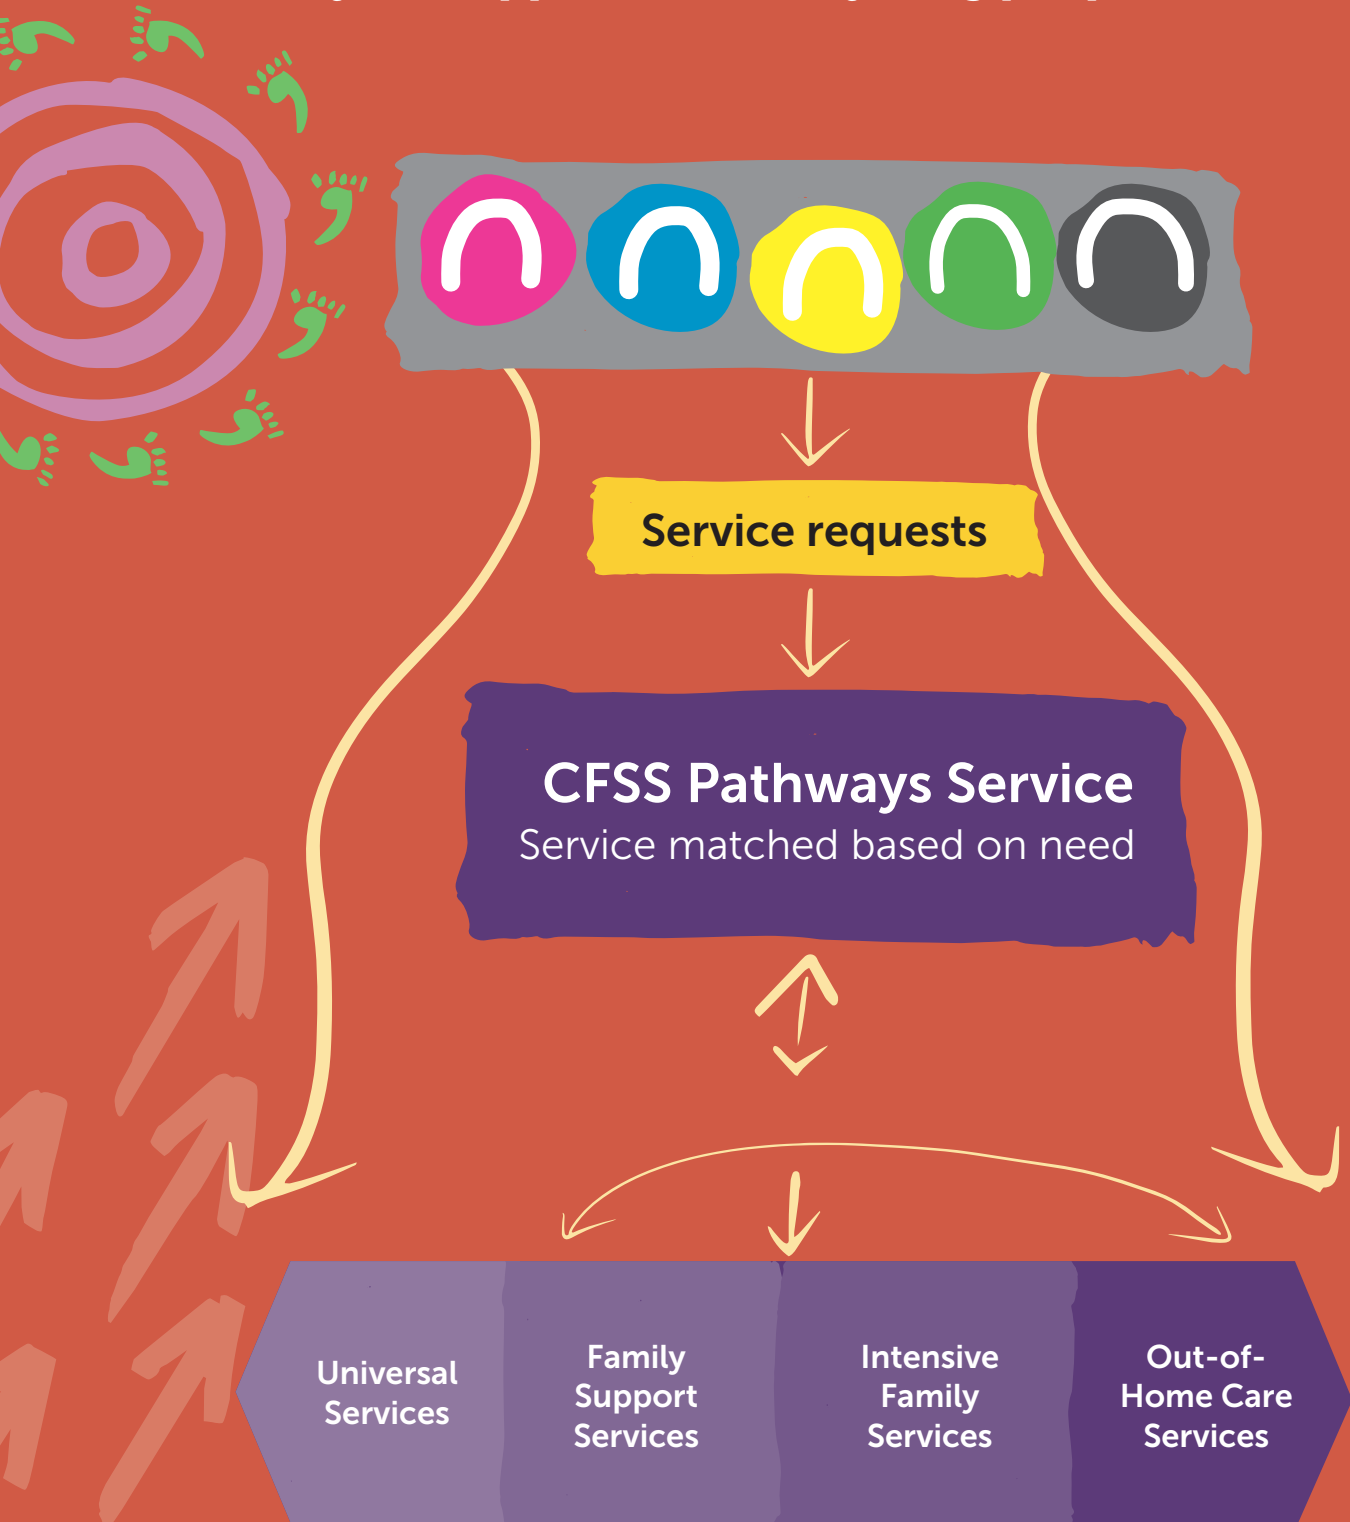 Service requests
CFSS Pathways Service
Service matched based on need
Universal
Services
Family
Support
Services
Intensive
Family
Services
Out-of-
Home Care
Services